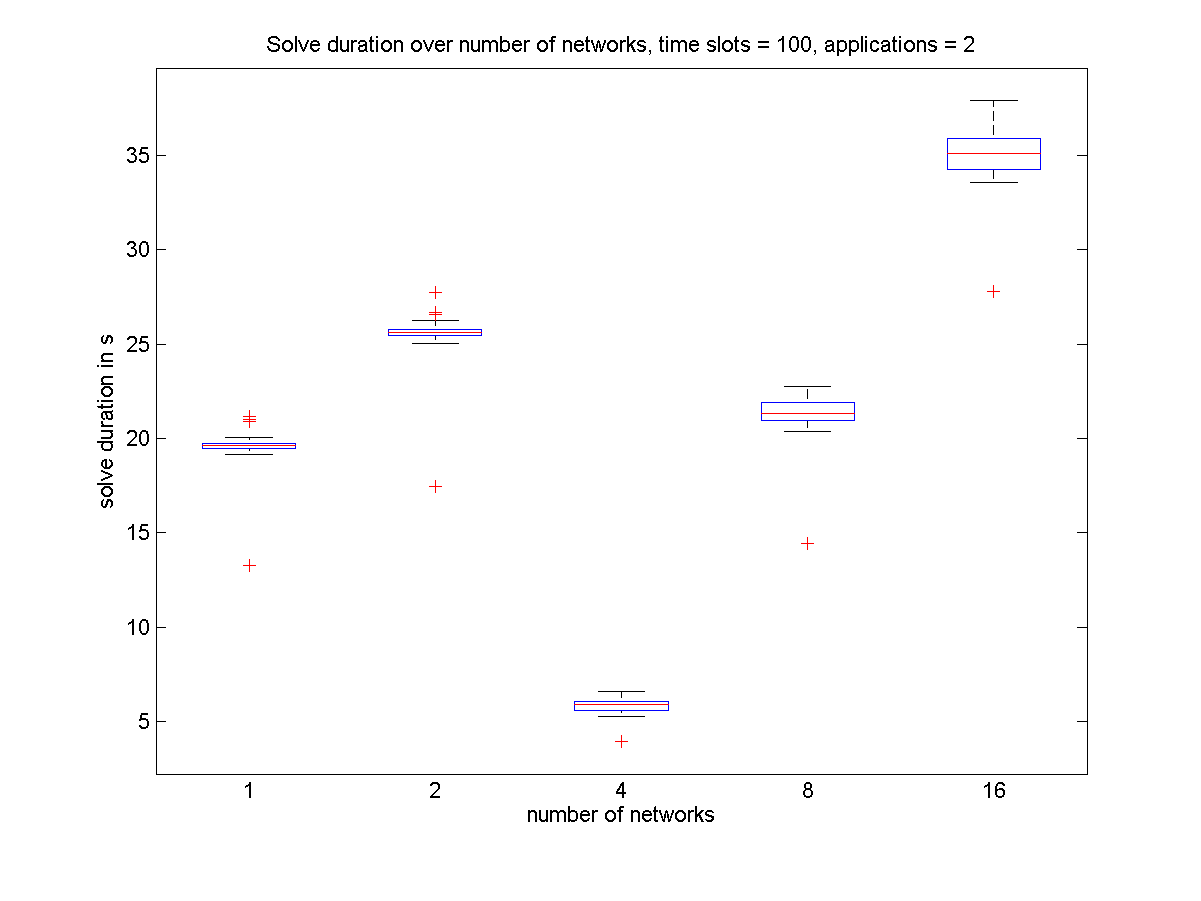 Solve duration over number of networks, time slots = 100, applications = 2
35
30
25
20
15
10
5
solve duration in s
1 2 4 8 16
number of networks